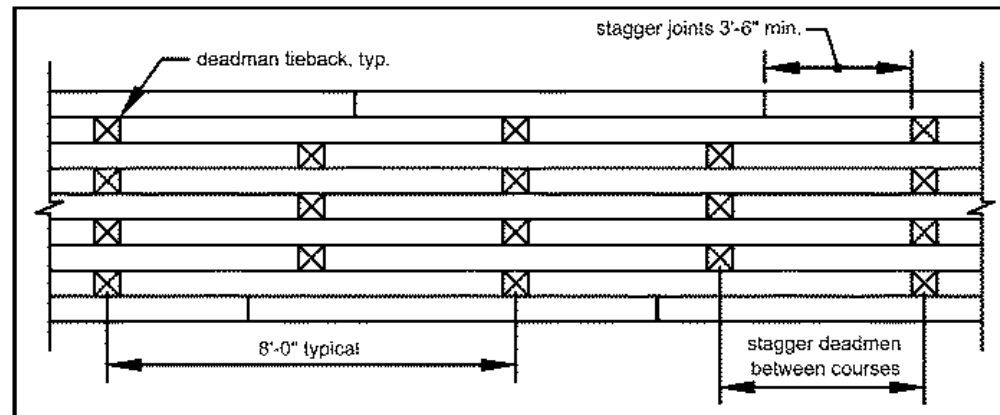 stagger joints 3'-6" min.
deadman tieback, typ.
8'-0" typical
stagger deadmen
between courses